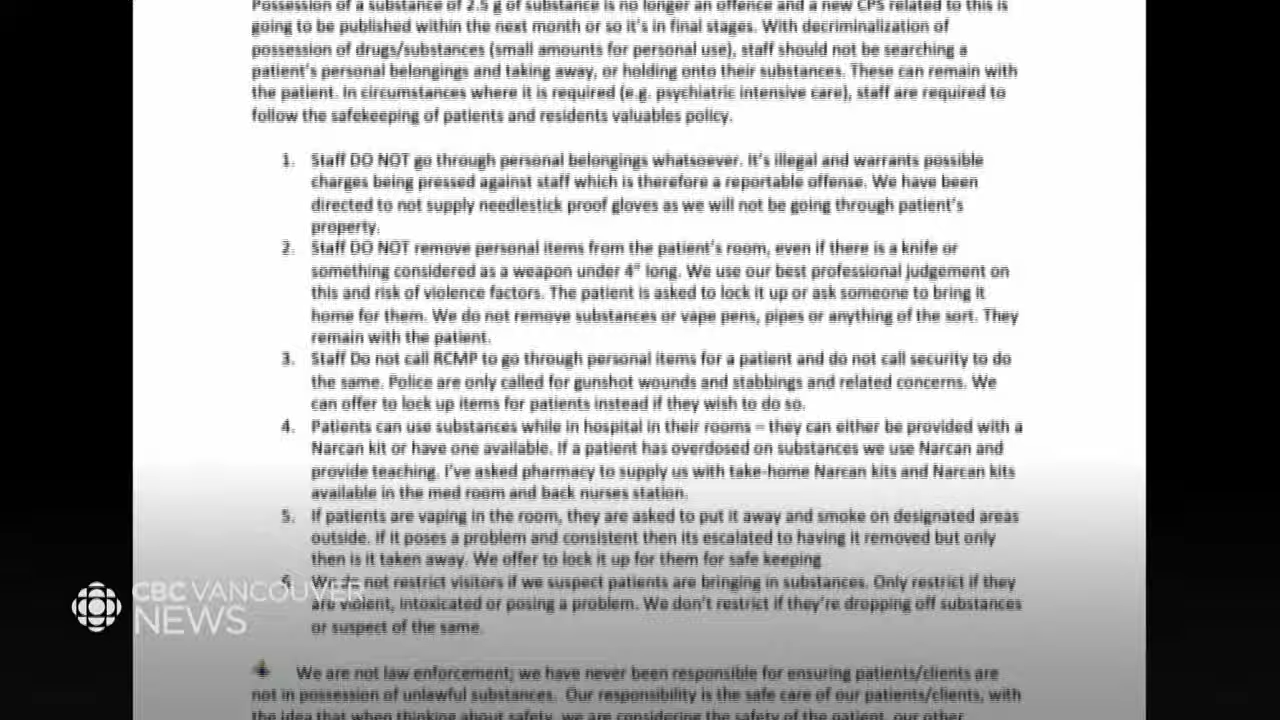 Possession of a substance of 2.5 g of substance is no longer an offence and a new CPS related to this is
going to be published within the next month or so it's in final stages. With decriminalization of
possession of drugs/substances (small amounts for personal use), staff should not be searching a
patient's personal belongings and taking away, or holding onto their substances. These can remain with
the patient. In circumstances where it is required (e.g. psychiatric intensive care), staff are required to
follow the safekeeping of patients and residents valuables policy.
1. Staff DO NOT go through personal belongings whatsoever. It's illegal and warrants possible
charges being pressed against staff which is therefore a reportable offense. We have been
directed to not supply needlestick proof gloves as we will not be going through patient's
property.
2. Staff DO NOT remove personal items from the patient's room, even if there is a knife or
something considered as a weapon under 4" long. We use our best professional judgement on
this and risk of violence factors. The patient is asked to lock it up or ask someone to bring it
home for them. We do not remove substances or vape pens, pipes or anything of the sort. They
remain with the patient.
3. Staff Do not call RCMP to go through personal items for a patient and do not call security to do
the same. Police are only called for gunshot wounds and stabbings and related concerns. We
can offer to lock up items for patients instead if they wish to do so.
4. Patients can use substances while in hospital in their rooms – they can either be provided with a
Narcan kit or have one available. If a patient has overdosed on substances we use Narcan and
provide teaching. I've asked pharmacy to supply us with take-home Narcan kits and Narcan kits
available in the med room and back nurses station.
5. If patients are vaping in the room, they are asked to put it away and smoke on designated areas
outside. If it poses a problem and consistent then its escalated to having it removed but only
then is it taken away. We offer to lock it up for them for safe keeping
6. We do not restrict visitors if we suspect patients are bringing in substances. Only restrict if they
are violent, intoxicated or posing a problem. We don't restrict if they're dropping off substances
or suspect of the same.
CBC VANCOUVER
NEWS
We are not law enforcement, we have never been responsible for ensuring patients/clients are
not in possession of unlawful substances. Our responsibility is the safe care of our patients/clients, with
the idea that when thinking about safety, we are considering the safety of the patient, our other